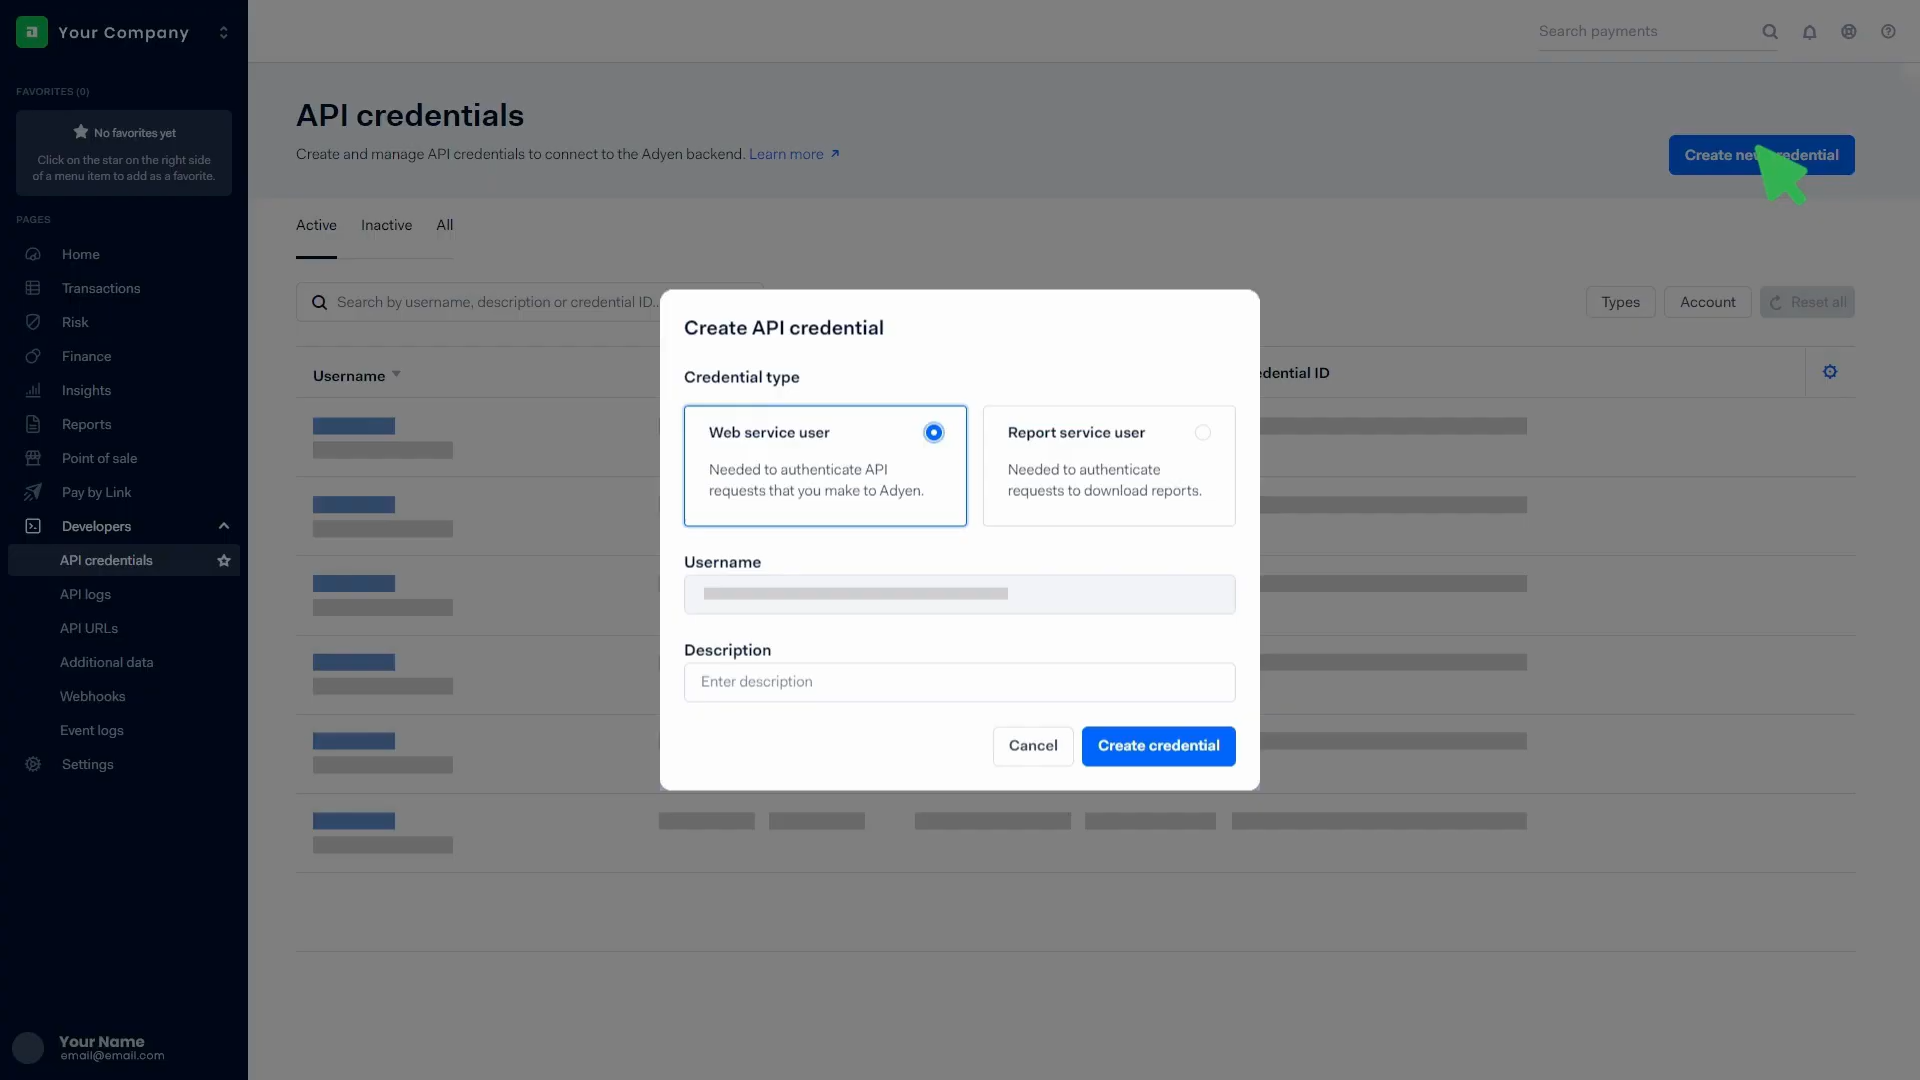 Your Company
Search payments
FAVORITES (0)
No favorites yet
Click on the star on the right side
of a menu item to add as a favorite.
PAGES
Home
Transactions
Risk
Finance
Insights
Reports
Point of sale
Pay by Link
Developers
API credentials
API logs
API URLs
Additional data
Webhooks
Event logs
Settings
Your Name
email@email.com
API credentials
Create and manage API credentials to connect to the Adyen backend. Learn more
Create new credential
Active Inactive All
Search by username, description or credential ID...
Types Account Reset all
Username
dential ID
Create API credential
Credential type
Web service user
Needed to authenticate API
requests that you make to Adyen.
Report service user
Needed to authenticate
requests to download reports.
Username
Description
Enter description
Cancel Create credential